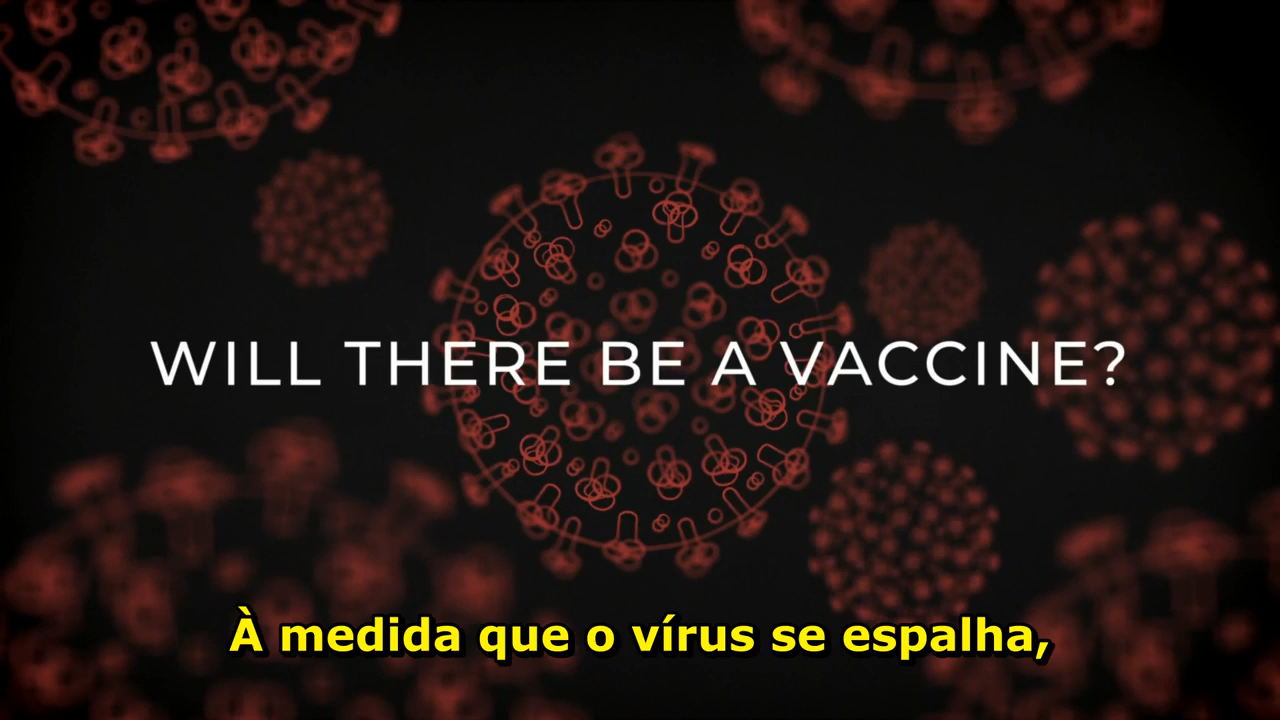 WILL THERE BE A VACCINE?
À medida que o vírus se espalha,